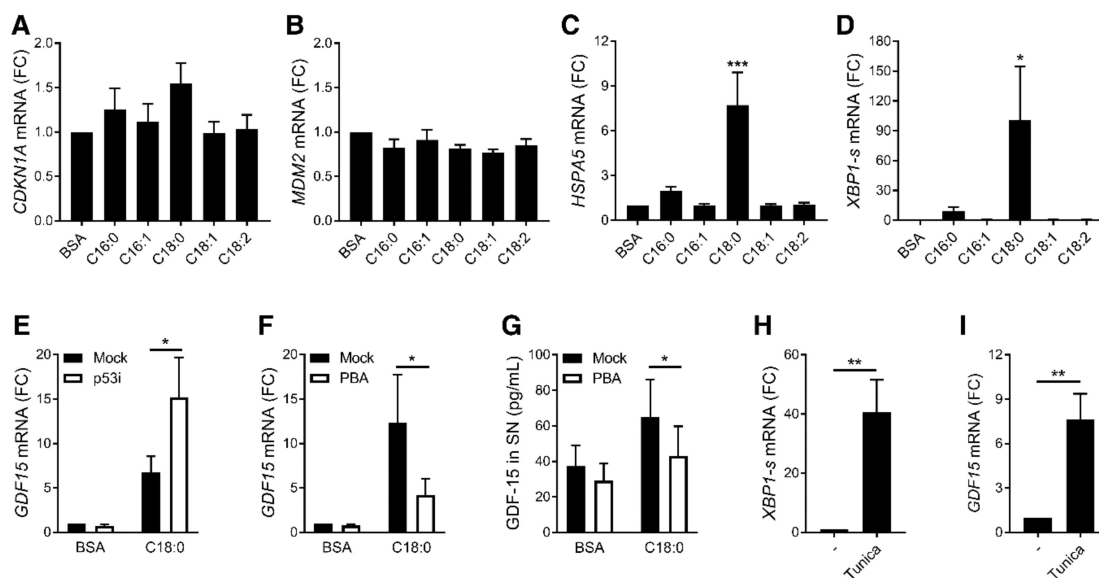 A
CDKN1A mRNA (FC)
2.0
1.5
1.0
0.5
0.0
BSA
C16:0
C16:1
C18:0
C18:1
C18:2
B
MDM2 mRNA (FC)
2.0
1.5
1.0
0.5
0.0
BSA
C16:0
C16:1
C18:0
C18:1
C18:2
C
HSPA5 mRNA (FC)
12
9
6
3
0
***
BSA
C16:0
C16:1
C18:0
C18:1
C18:2
D
XBP1-s mRNA (FC)
180
150
120
90
60
30
0
*
BSA
C16:0
C16:1
C18:0
C18:1
C18:2
E
GDF15 mRNA (FC)
20
15
10
5
0
Mock
p53i
*
BSA
C18:0
F
GDF15 mRNA (FC)
20
15
10
5
0
Mock
PBA
*
BSA
C18:0
G
GDF-15 in SN (pg/mL)
100
80
60
40
20
0
Mock
PBA
*
BSA
C18:0
H
XBP1-s mRNA (FC)
60
40
20
0
**
-
Tunica
I
GDF15 mRNA (FC)
12
9
6
3
0
**
-
Tunica